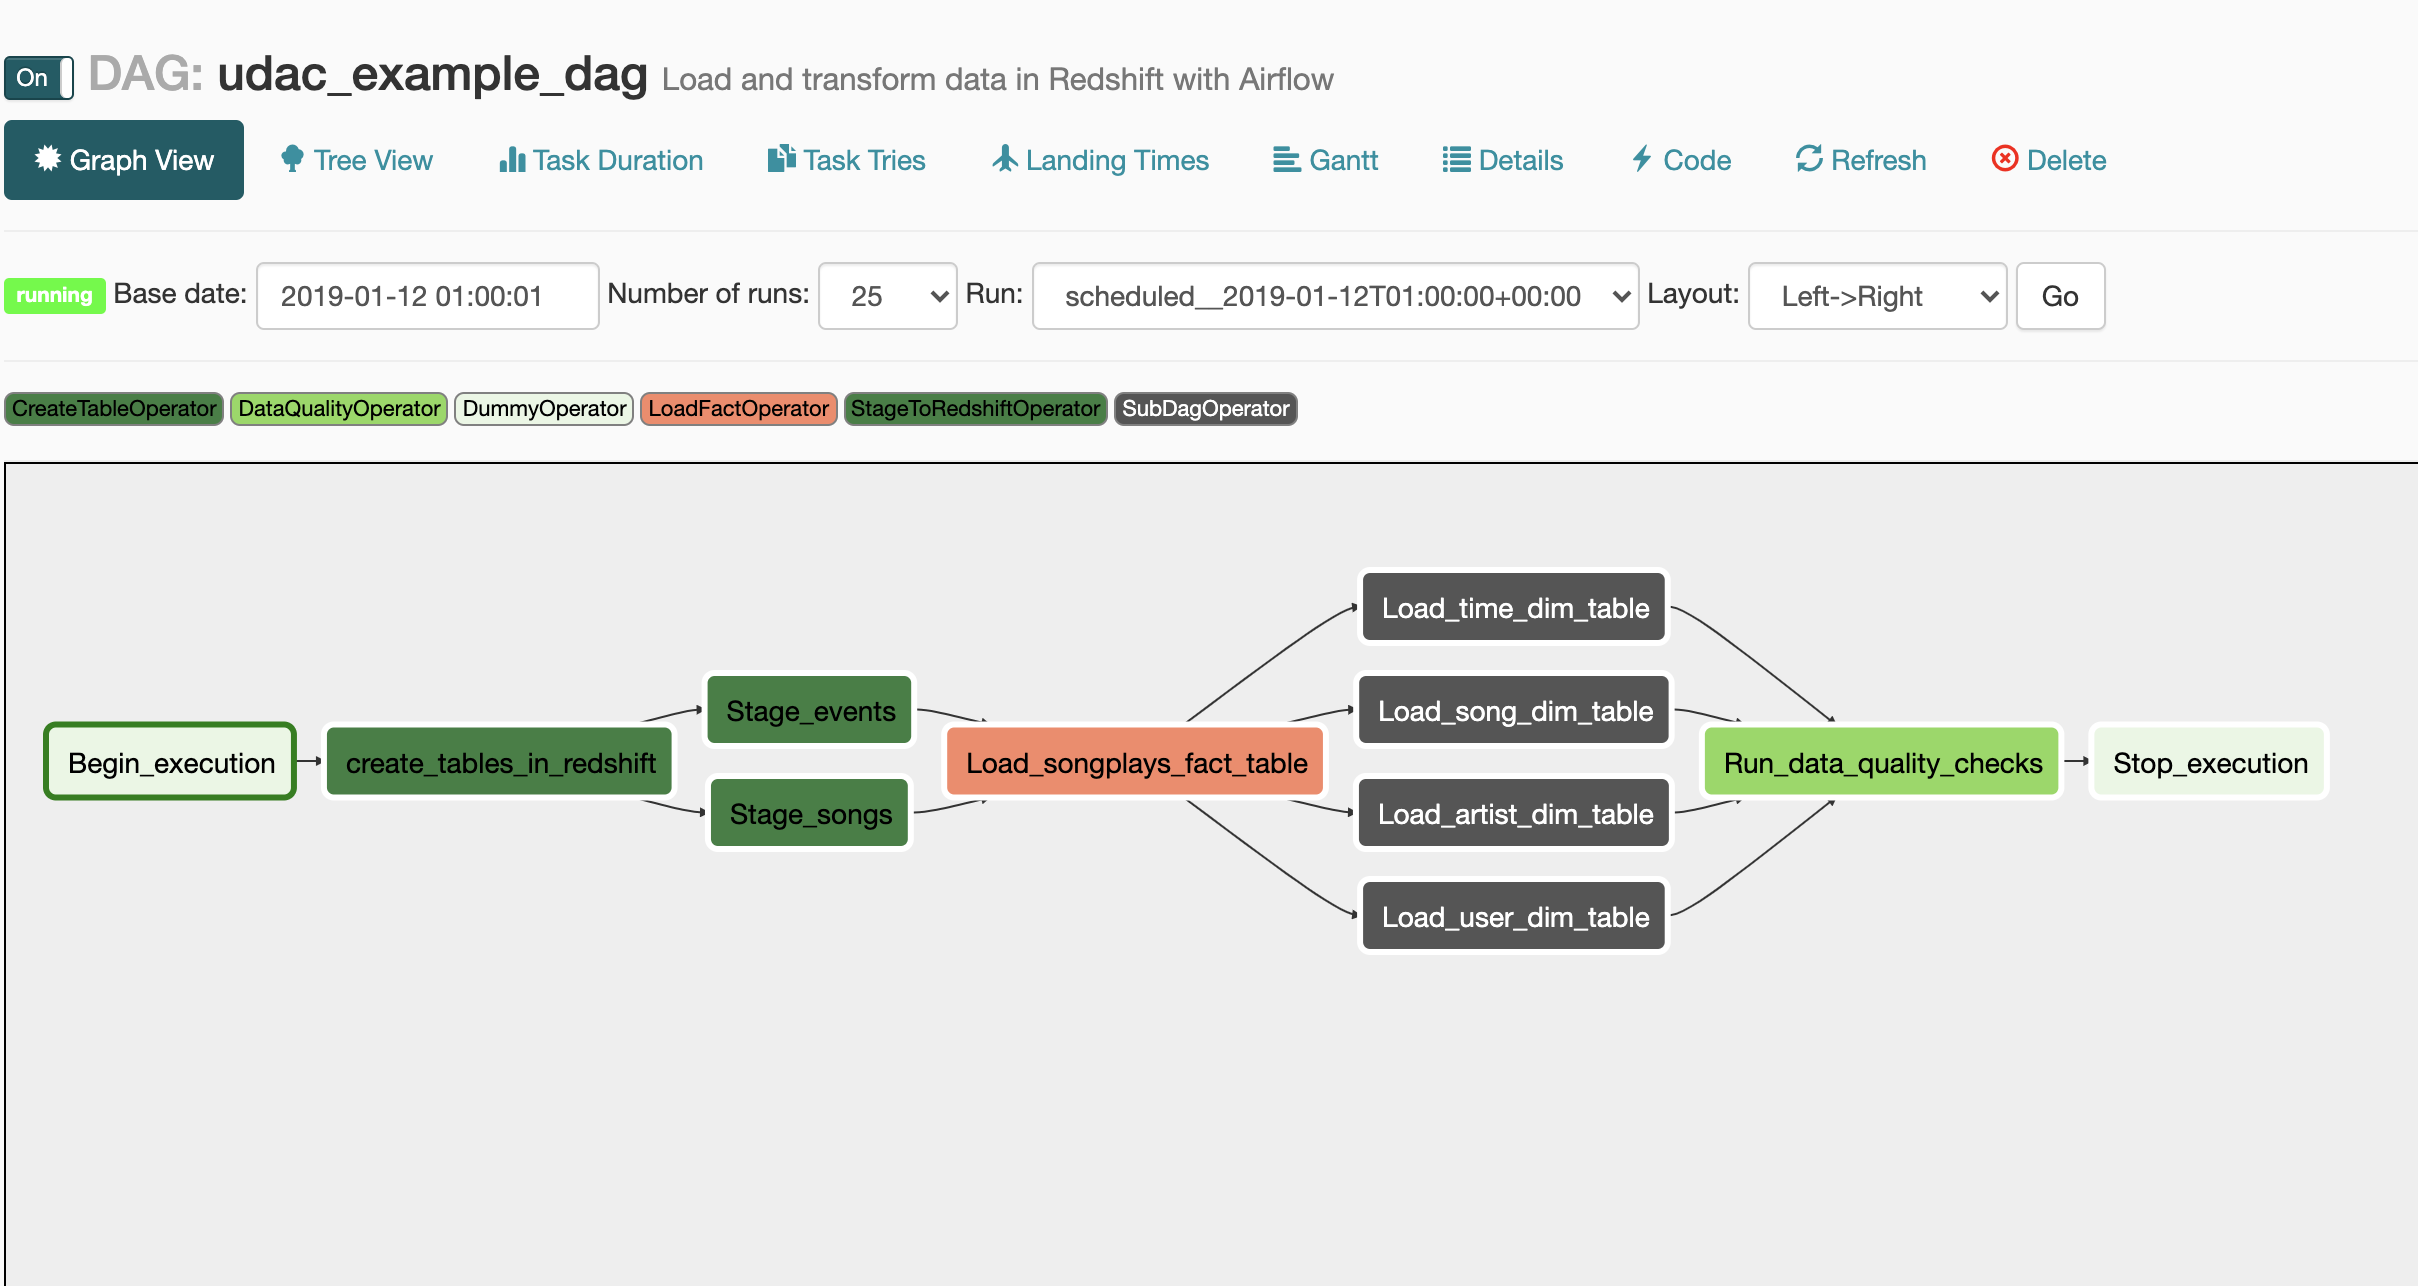 On DAG: udac_example_dag Load and transform data in Redshift with Airflow
Graph View Tree View Task Duration Task Tries Landing Times Gantt Details Code Refresh Delete
running Base date: 2019-01-12 01:00:01 Number of runs: 25 Run: scheduled__2019-01-12T01:00:00+00:00 Layout: Left->Right Go
CreateTableOperator DataQualityOperator DummyOperator LoadFactOperator StageToRedshiftOperator SubDagOperator
Begin_execution
create_tables_in_redshift
Stage_events
Stage_songs
Load_songplays_fact_table
Load_time_dim_table
Load_song_dim_table
Load_artist_dim_table
Load_user_dim_table
Run_data_quality_checks
Stop_execution